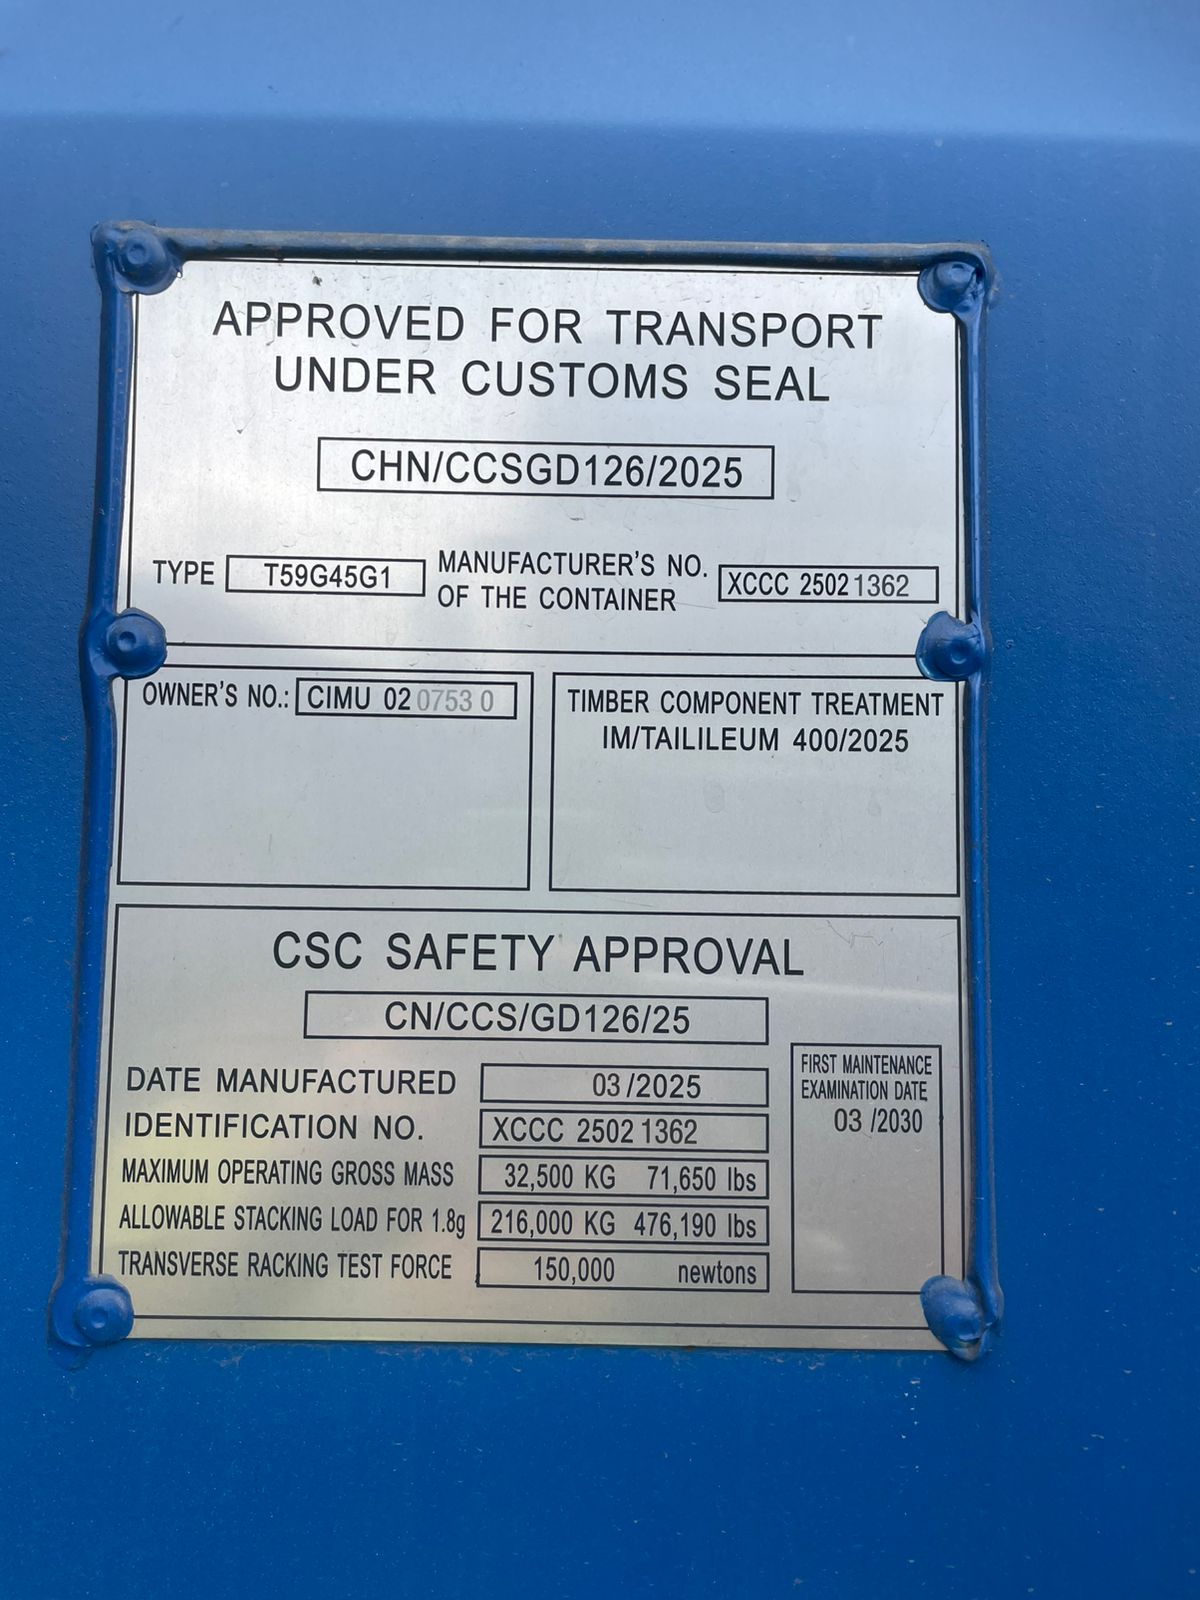 APPROVED FOR TRANSPORT
UNDER CUSTOMS SEAL
CHN/CCSGD126/2025
TYPE T59G45G1 MANUFACTURER'S NO. OF THE CONTAINER XCCC 25021362
OWNER'S NO.: CIMU 02 0753 0
TIMBER COMPONENT TREATMENT
IM/TAILILEUM 400/2025
CSC SAFETY APPROVAL
CN/CCS/GD126/25
DATE MANUFACTURED 03/2025
IDENTIFICATION NO. XCCC 25021362
MAXIMUM OPERATING GROSS MASS 32,500 KG 71,650 lbs
ALLOWABLE STACKING LOAD FOR 1.8g 216,000 KG 476,190 lbs
TRANSVERSE RACKING TEST FORCE 150,000 newtons
FIRST MAINTENANCE
EXAMINATION DATE
03 /2030